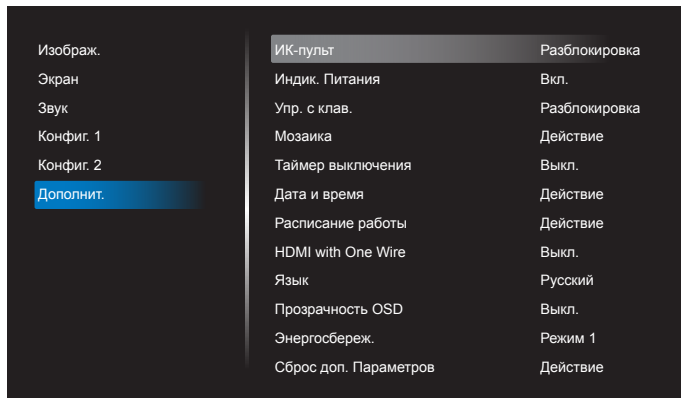 Изображ.
Экран
Звук
Конфиг. 1
Конфиг. 2
Дополнит.
ИК-пульт Разблокировка
Индик. Питания Вкл.
Упр. с клав. Разблокировка
Мозаика Действие
Таймер выключения Выкл.
Дата и время Действие
Расписание работы Действие
HDMI with One Wire Выкл.
Язык Русский
Прозрачность OSD Выкл.
Энергосбереж. Режим 1
Сброс доп. Параметров Действие